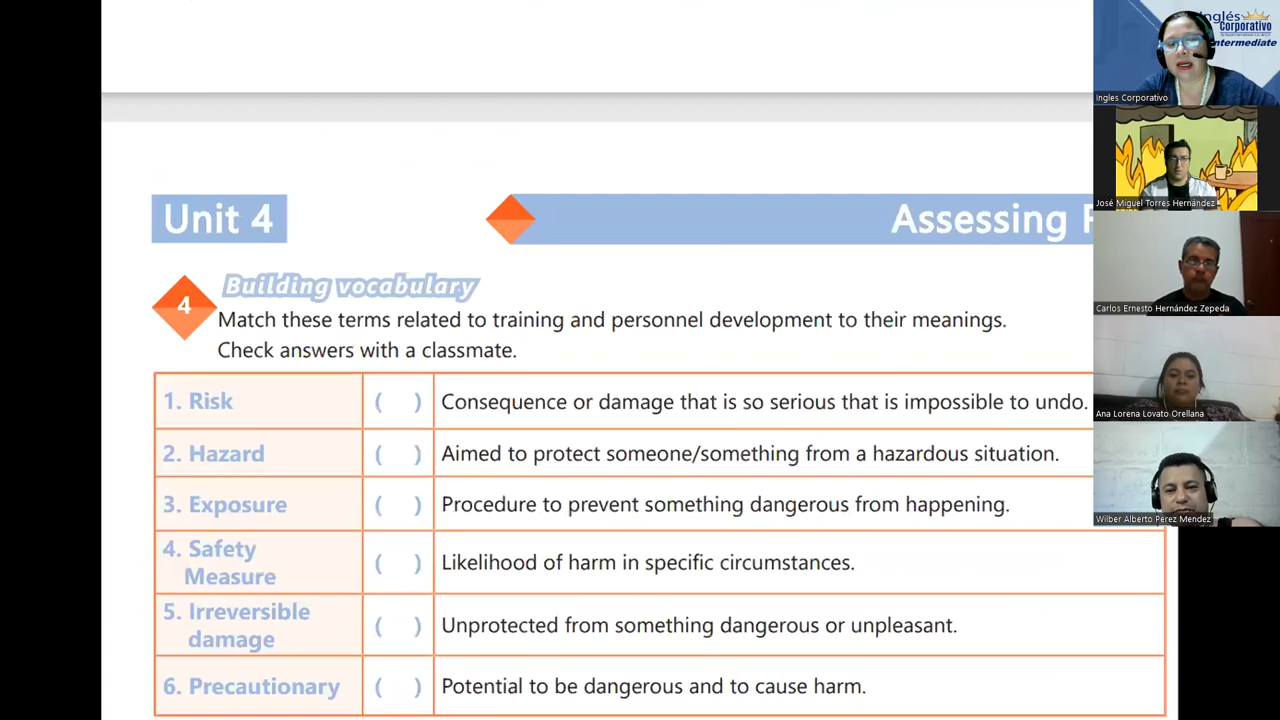 Unit 4
Assessing
4
Building vocabulary
Match these terms related to training and personnel development to their meanings.
Check answers with a classmate.
1. Risk ( ) Consequence or damage that is so serious that is impossible to undo.
2. Hazard ( ) Aimed to protect someone/something from a hazardous situation.
3. Exposure ( ) Procedure to prevent something dangerous from happening.
4. Safety
Measure ( ) Likelihood of harm in specific circumstances.
5. Irreversible
damage ( ) Unprotected from something dangerous or unpleasant.
6. Precautionary ( ) Potential to be dangerous and to cause harm.
Inglés
Corporativo
Intermediate
Ingles Corporativo
José Miguel Torres Hernández
Carlos Ernesto Hernández Zepeda
Ana Lorena Lovato Orellana
Wilber Alberto Pérez Mendez